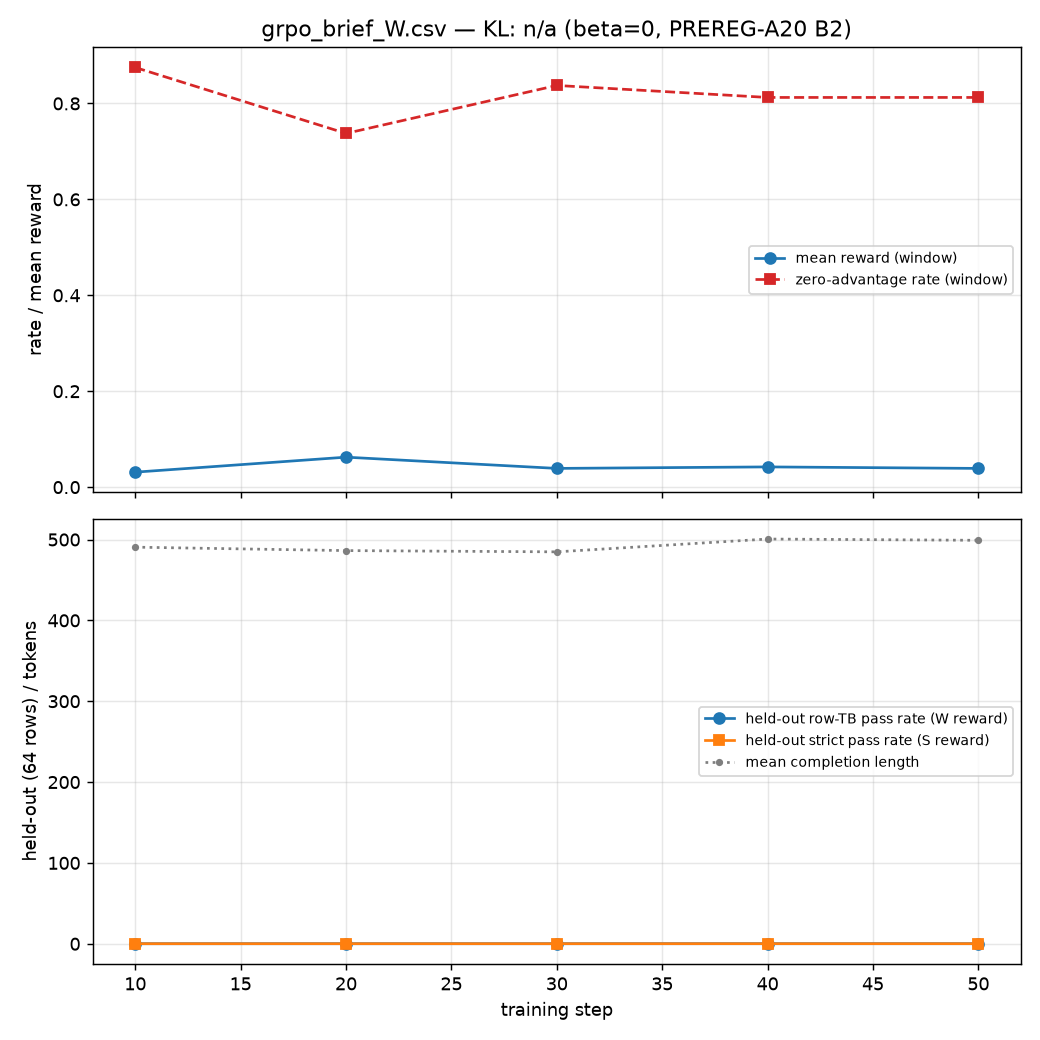 grpo_brief_W.csv — KL: n/a (beta=0, PREREG-A20 B2)
rate / mean reward
0.8
0.6
0.4
0.2
0.0
mean reward (window)
zero-advantage rate (window)
held-out (64 rows) / tokens
500
400
300
200
100
0
held-out row-TB pass rate (W reward)
held-out strict pass rate (S reward)
mean completion length
10 15 20 25 30 35 40 45 50
training step